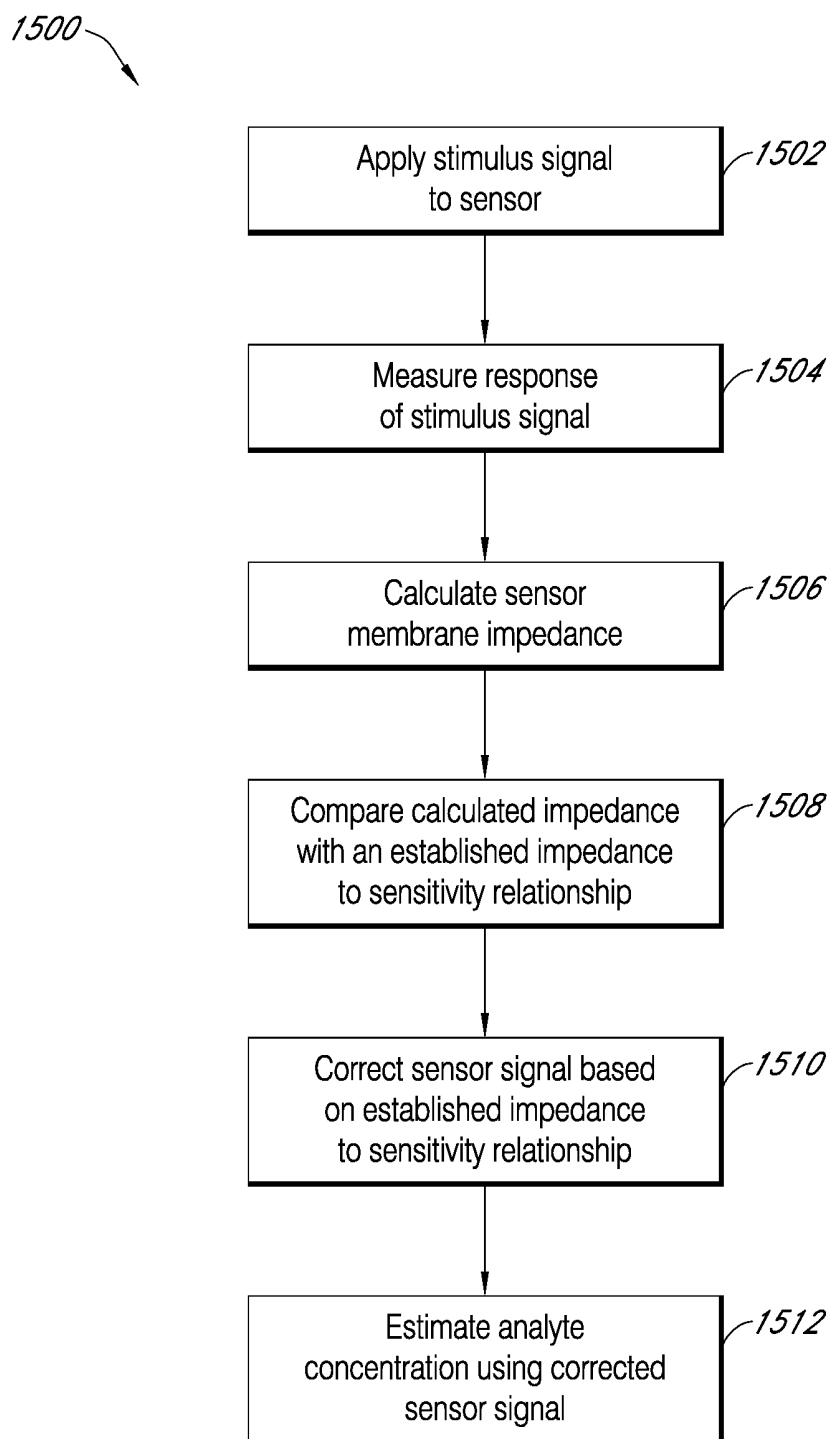 1500
Apply stimulus signal
to sensor
1502
Measure response
of stimulus signal
1504
Calculate sensor
membrane impedance
1506
Compare calculated impedance
with an established impedance
to sensitivity relationship
1508
Correct sensor signal based
on established impedance
to sensitivity relationship
1510
Estimate analyte
concentration using corrected
sensor signal
1512